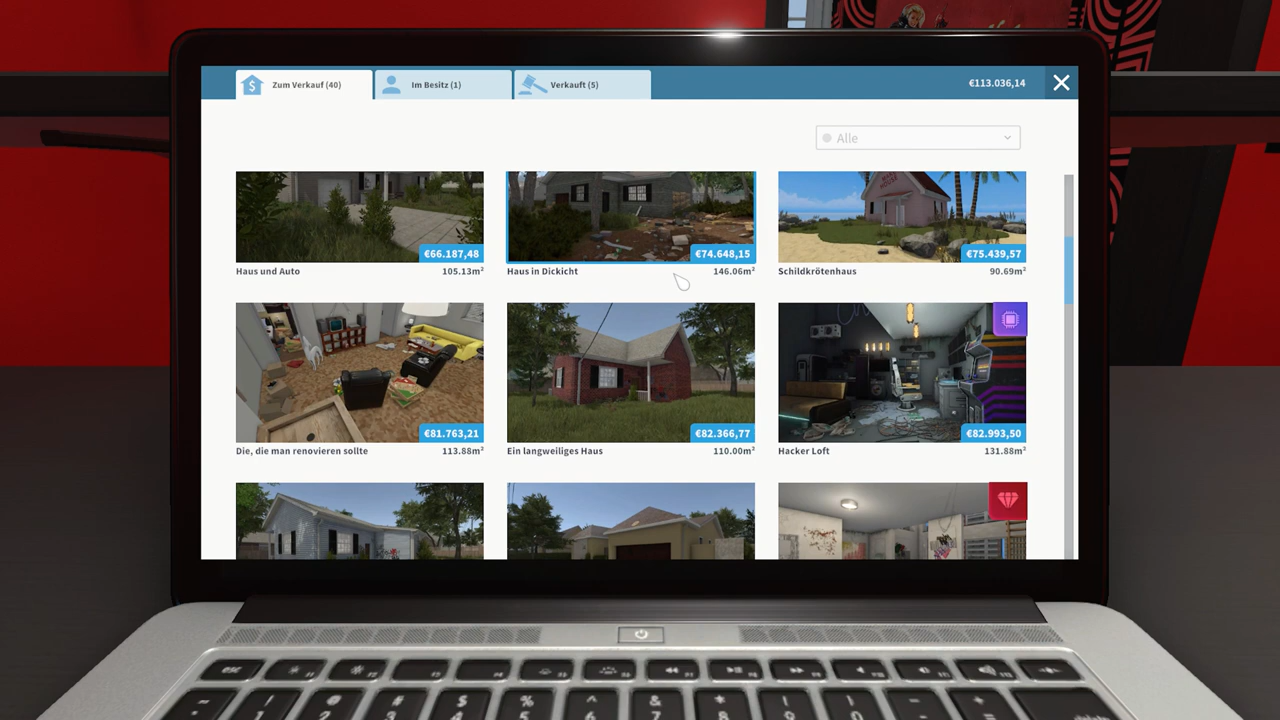 Zum Verkauf (40)
Im Besitz (1)
Verkauft (5)
€113.036,14
Alle
€66.187,48
€74.648,15
€75.439,57
Haus und Auto
105.13m²
Haus in Dickicht
146.06m²
Schildkrötenhaus
90.69m²
€81.763,21
€82.366,77
€82.993,50
Die, die man renovieren sollte
113.88m²
Ein langweiliges Haus
110.00m²
Hacker Loft
131.88m²
esc